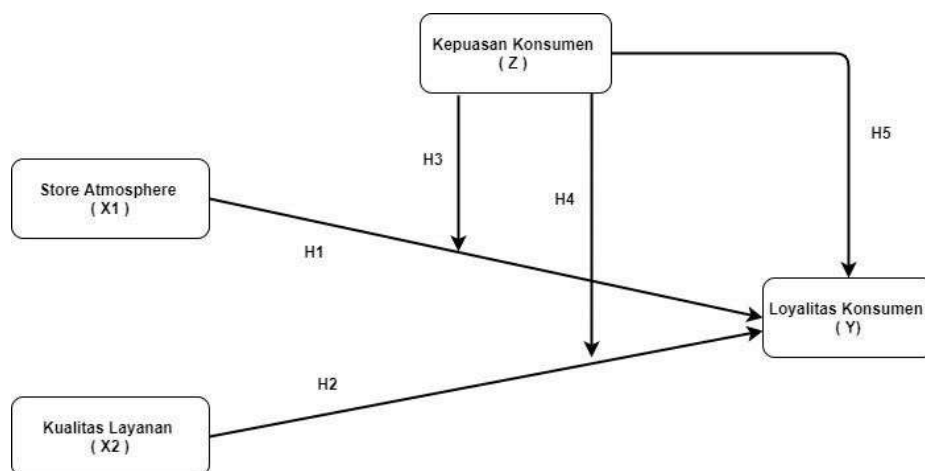 Kepuasan Konsumen
( Z )
H3
H5
Store Atmosphere
( X1 )
H4
H1
Loyalitas Konsumen
( Y)
H2
Kualitas Layanan
( X2 )